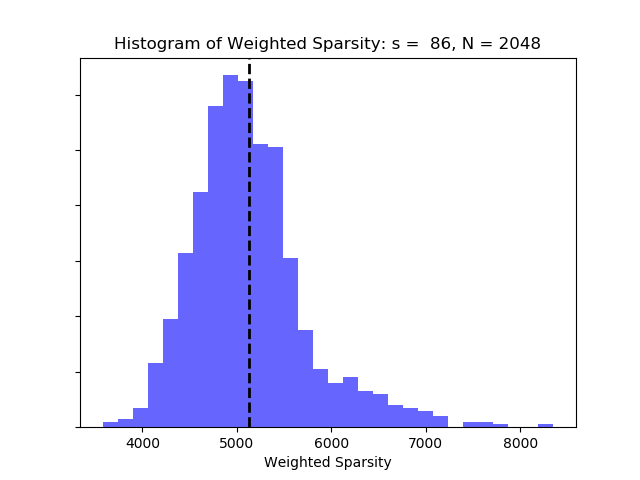 Histogram of Weighted Sparsity: s =  86, N = 2048
4000 5000 6000 7000 8000
Weighted Sparsity